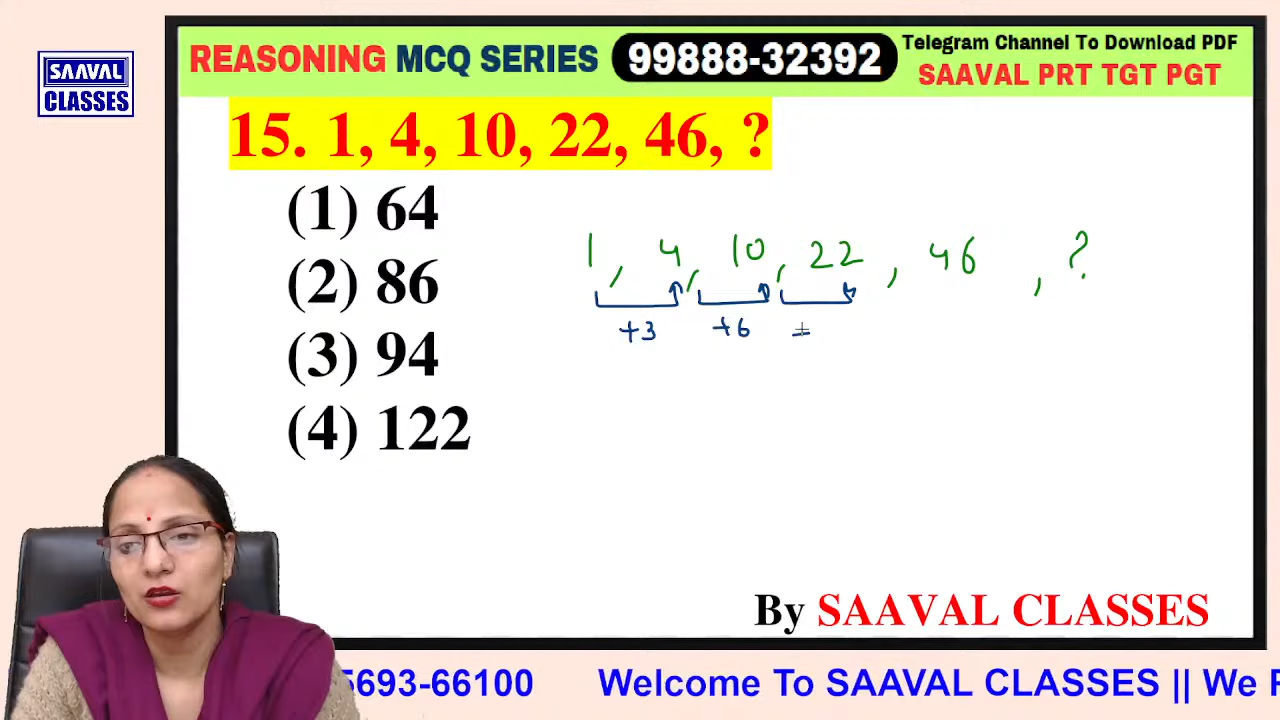 SAAVAL
CLASSES
REASONING MCQ SERIES
99888-32392
Telegram Channel To Download PDF
SAAVAL PRT TGT PGT
15. 1, 4, 10, 22, 46, ?
(1) 64
(2) 86
(3) 94
(4) 122
1, 4, 10, 22, 46, ?
+3 +6 +
By SAAVAL CLASSES
5693-66100 Welcome To SAAVAL CLASSES || We